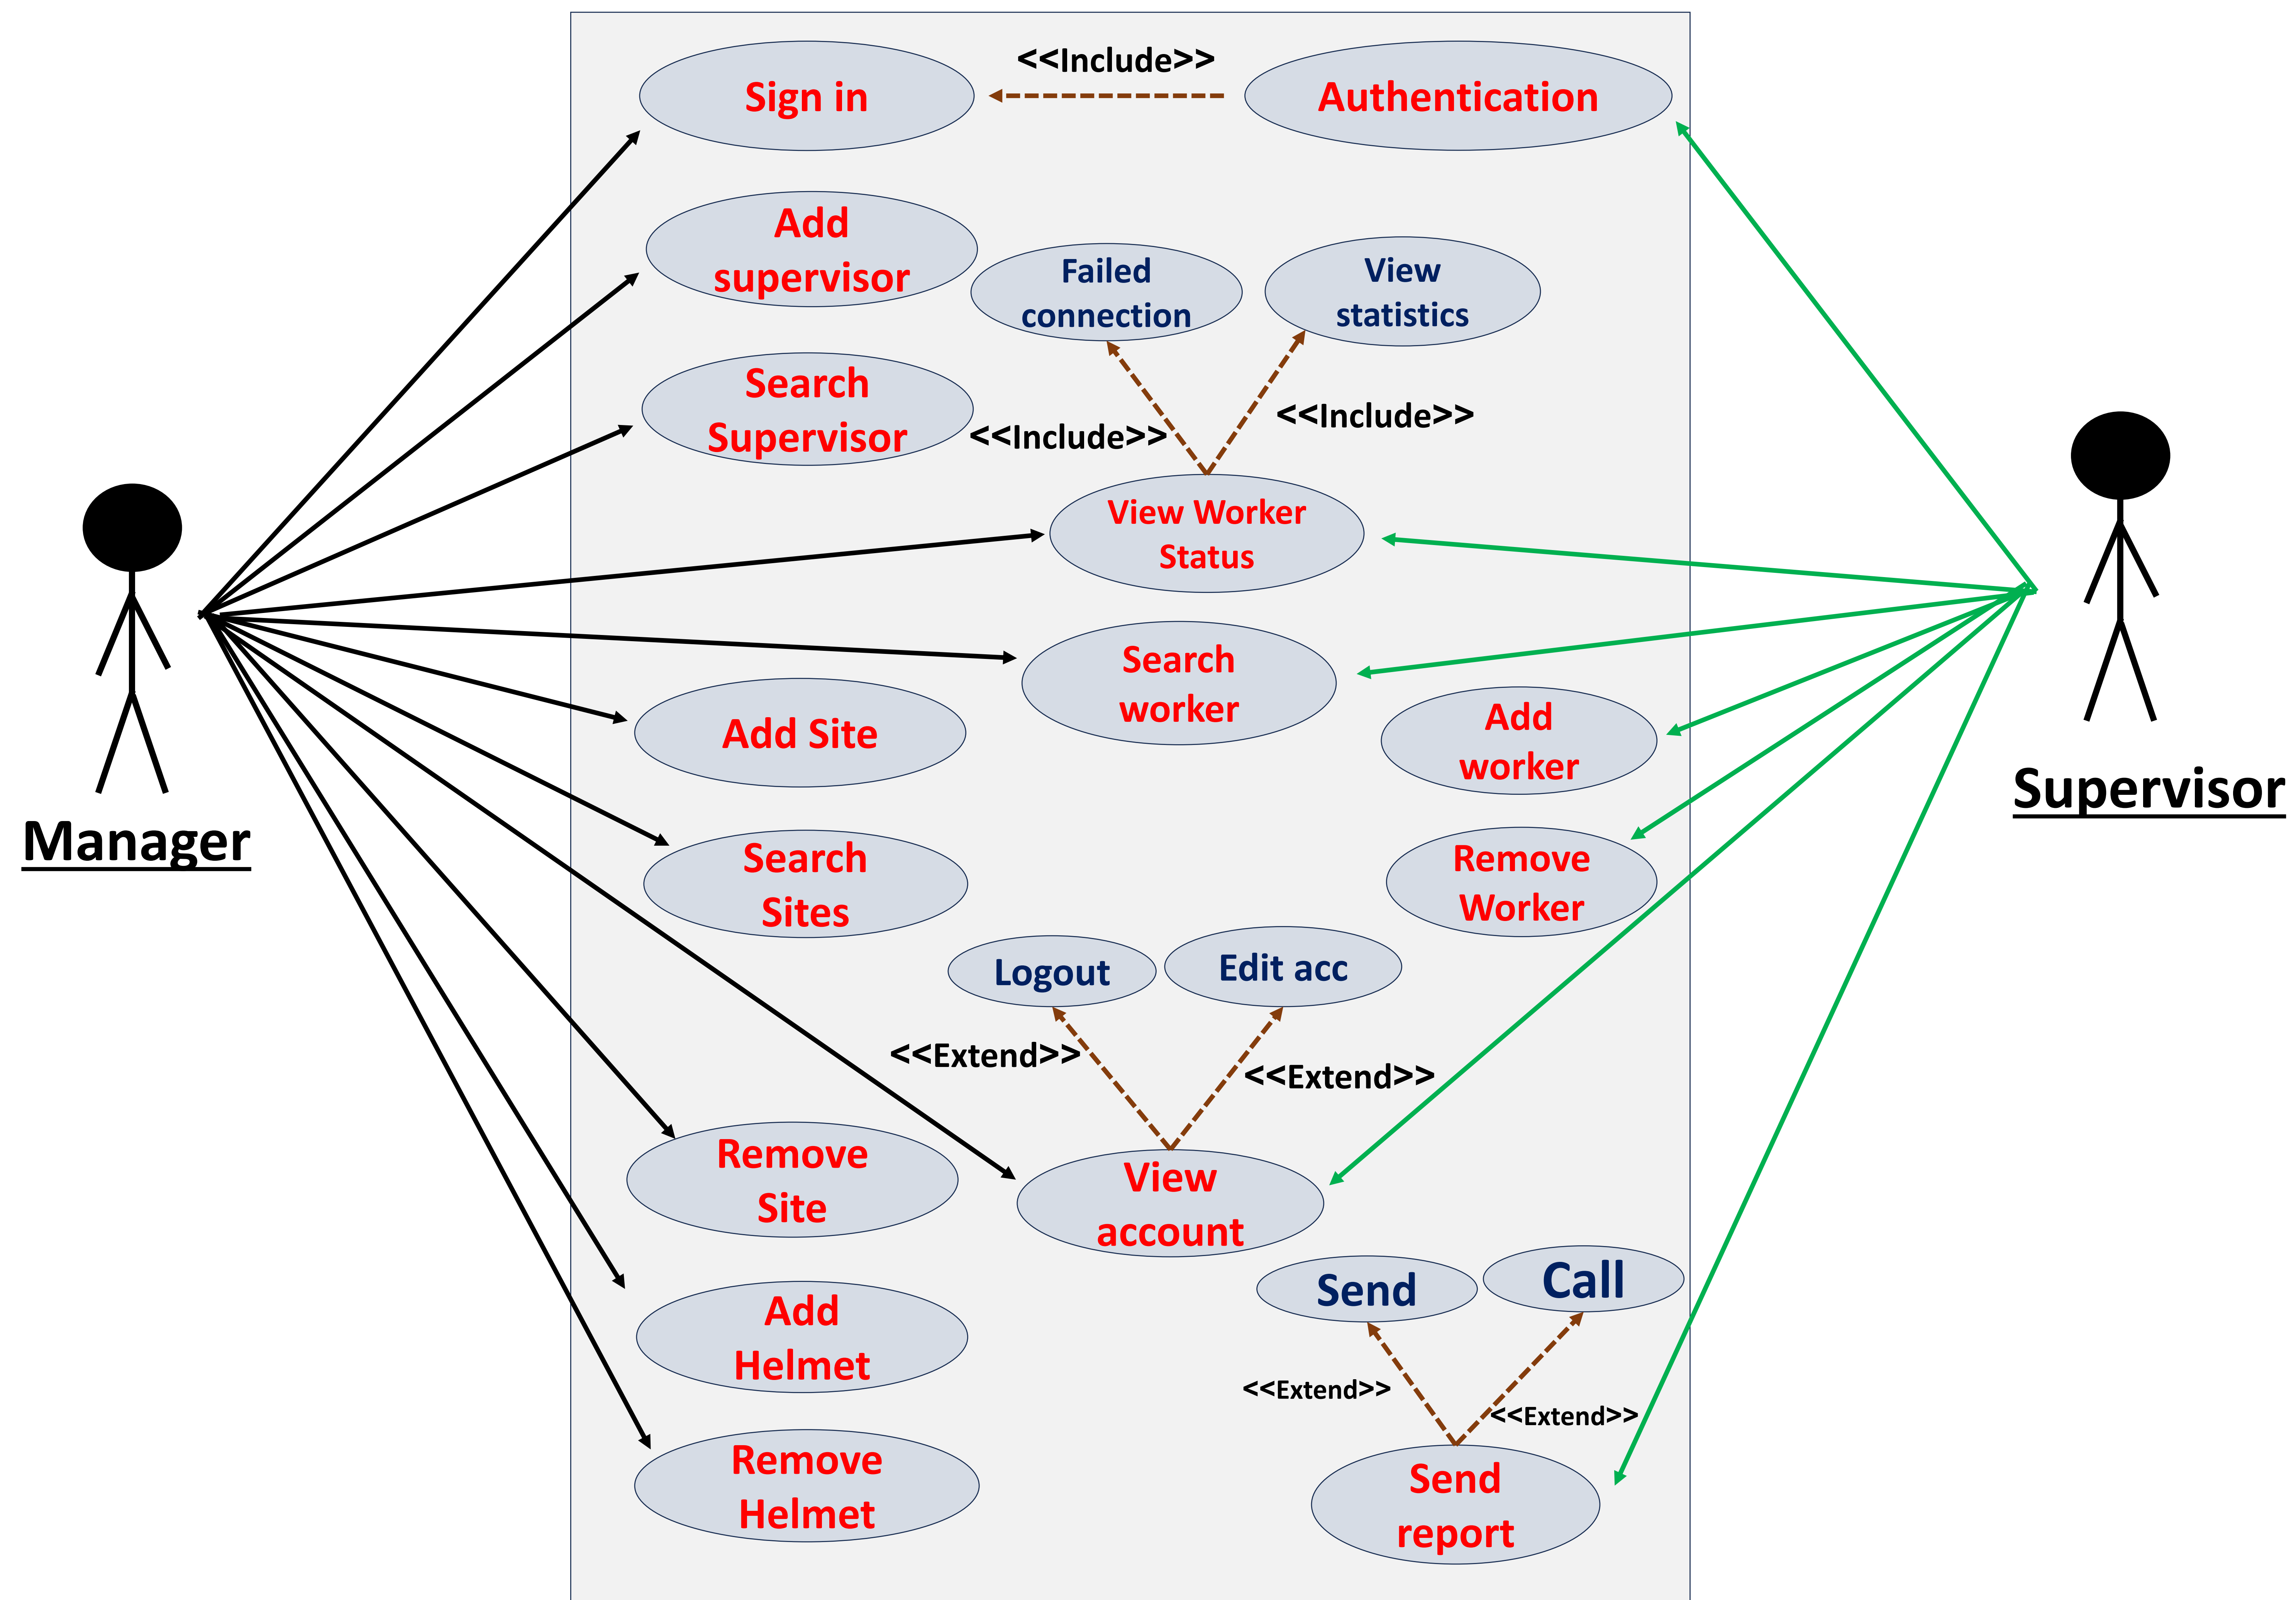 <<Include>>
Sign in
Authentication
Add
supervisor
Failed
connection
View
statistics
Search
Supervisor
<<Include>>
<<Include>>
View Worker
Status
Search
worker
Add Site
Add
worker
Manager
Supervisor
Search
Sites
Remove
Worker
Logout
Edit acc
<<Extend>>
<<Extend>>
Remove
Site
View
account
Send
Call
Add
Helmet
<<Extend>>
<<Extend>>
Remove
Helmet
Send
report